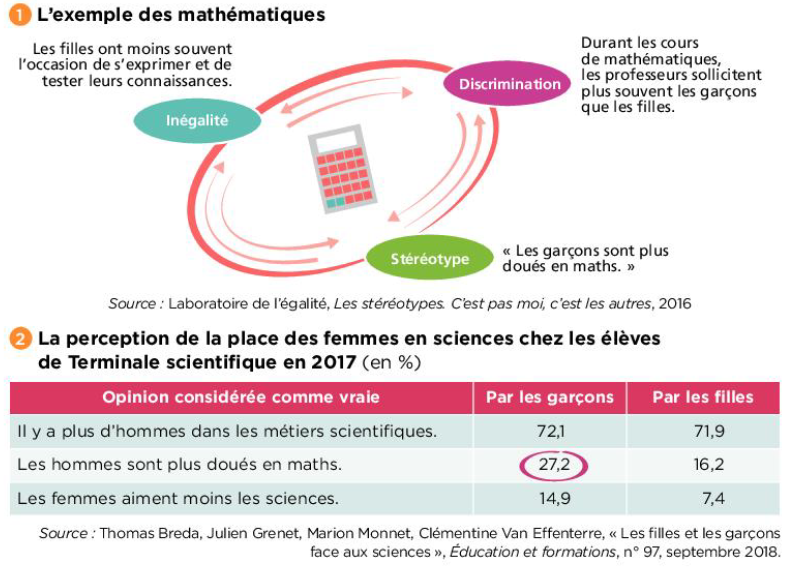 1 L'exemple des mathématiques
Les filles ont moins souvent
l'occasion de s'exprimer et de
tester leurs connaissances.
Durant les cours
de mathématiques,
les professeurs sollicitent
plus souvent les garçons
que les filles.
Discrimination
Inégalité
Stéréotype
« Les garçons sont plus
doués en maths. »
Source : Laboratoire de l'égalité, Les stéréotypes. C'est pas moi, c'est les autres, 2016
2 La perception de la place des femmes en sciences chez les élèves
de Terminale scientifique en 2017 (en %)
Opinion considérée comme vraie Par les garçons Par les filles
Il y a plus d'hommes dans les métiers scientifiques. 72,1 71,9
Les hommes sont plus doués en maths. 27,2 16,2
Les femmes aiment moins les sciences. 14,9 7,4
Source : Thomas Breda, Julien Grenet, Marion Monnet, Clémentine Van Effenterre, « Les filles et les garçons
face aux sciences », Éducation et formations, n° 97, septembre 2018.